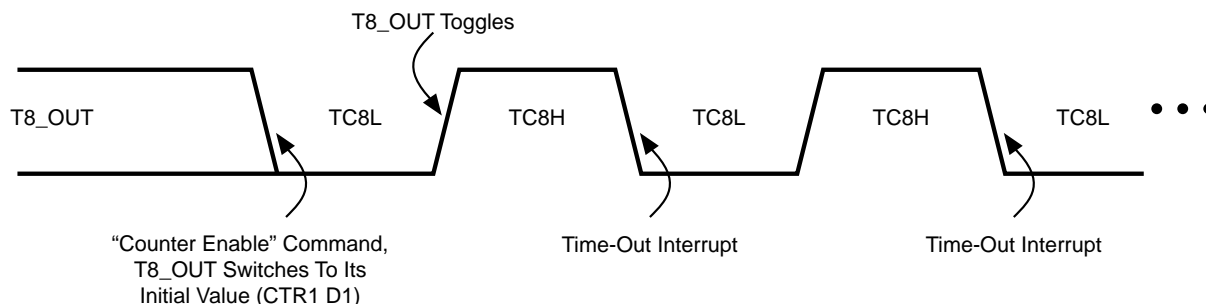 T8_OUT Toggles
T8_OUT
TC8L
TC8H
TC8L
TC8H
TC8L
“Counter Enable” Command,
T8_OUT Switches To Its
Initial Value (CTR1 D1)
Time-Out Interrupt
Time-Out Interrupt